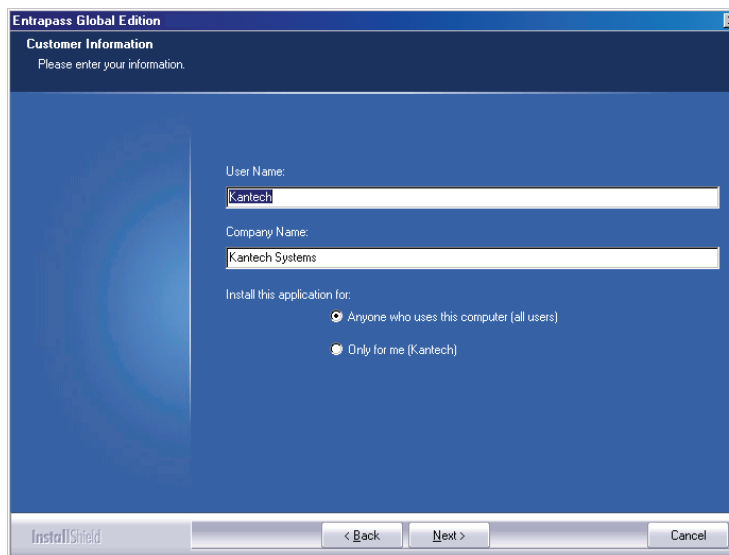 Entrapass Global Edition
Customer Information
Please enter your information.
User Name:
Kantech
Company Name:
Kantech Systems
Install this application for:
Anyone who uses this computer (all users)
Only for me (Kantech)
InstallShield
< Back
Next >
Cancel